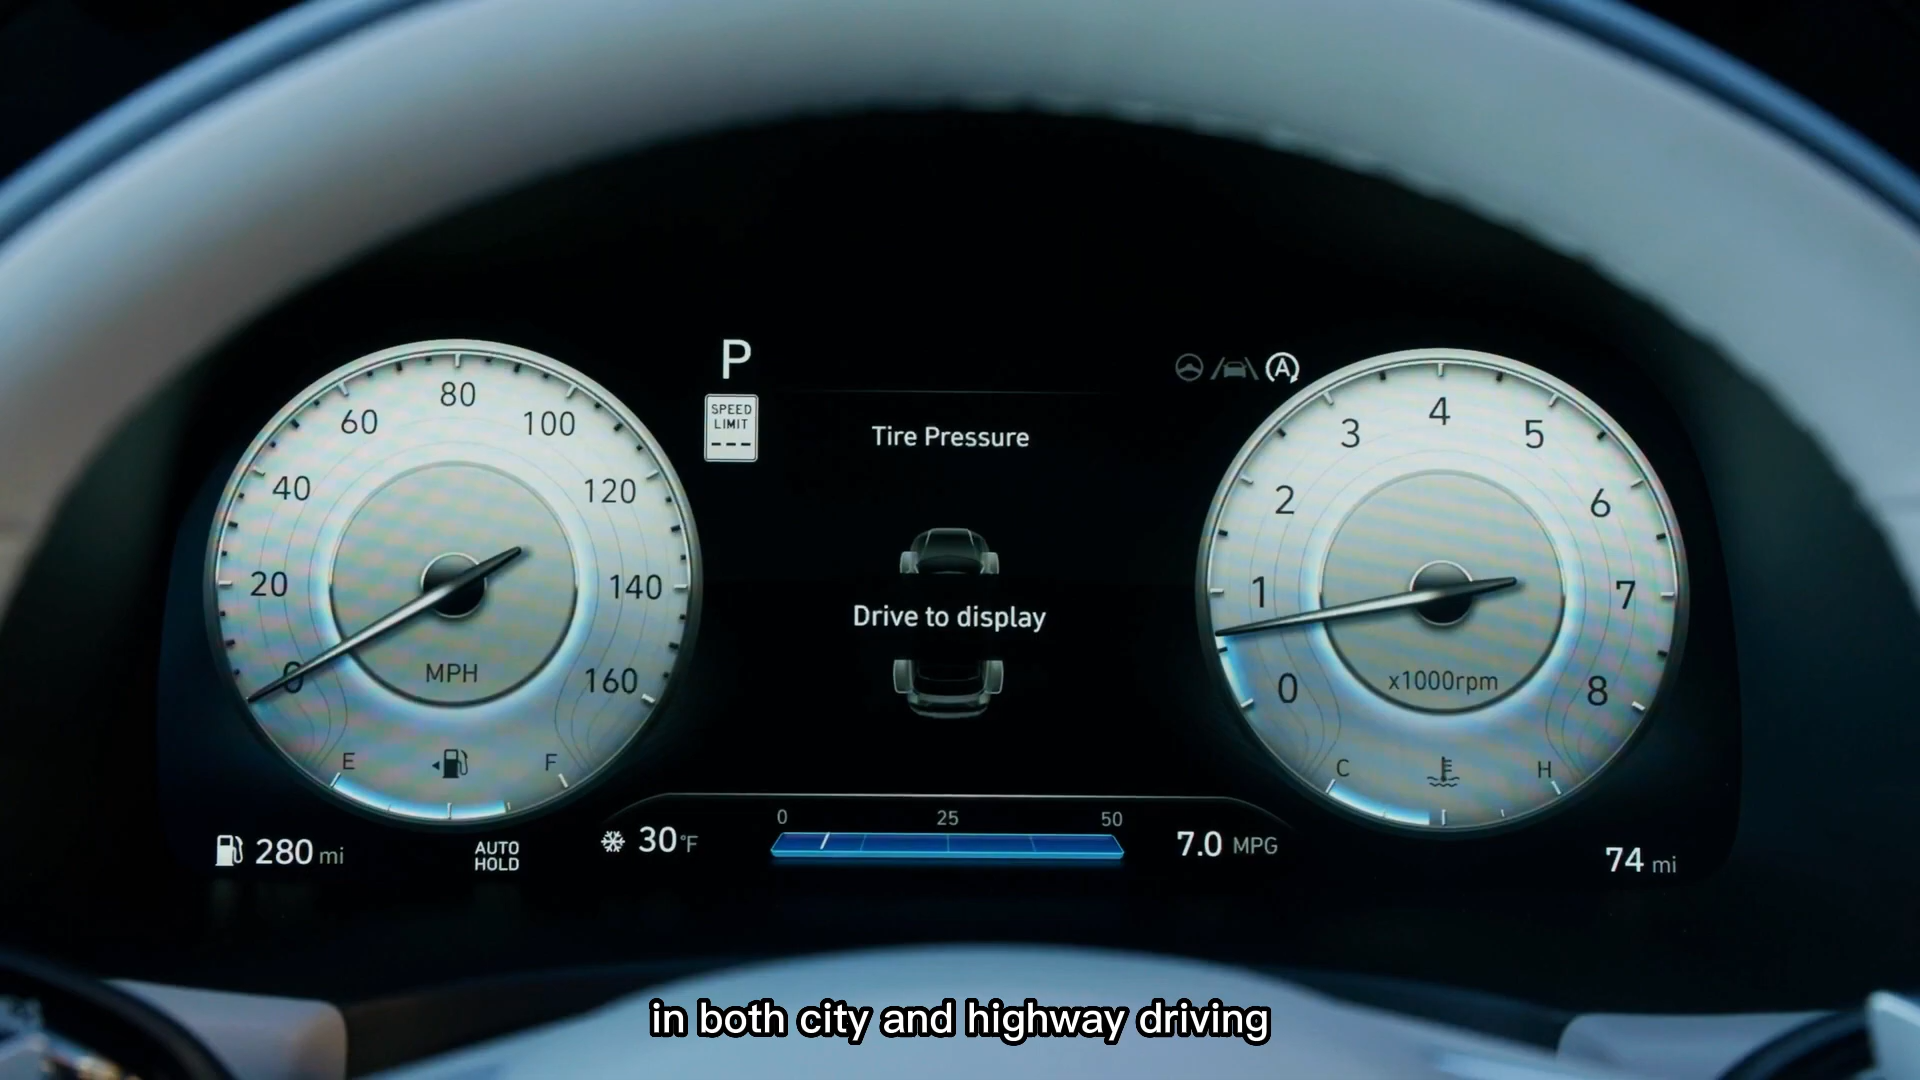 P
SPEED
LIMIT
---
Tire Pressure
Drive to display
0
20
40
60
80
100
120
140
160
MPH
E
F
0
1
2
3
4
5
6
7
8
x1000rpm
C
H
A
280 mi
AUTO
HOLD
30°F
0 25 50
7.0 MPG
74 mi
in both city and highway driving